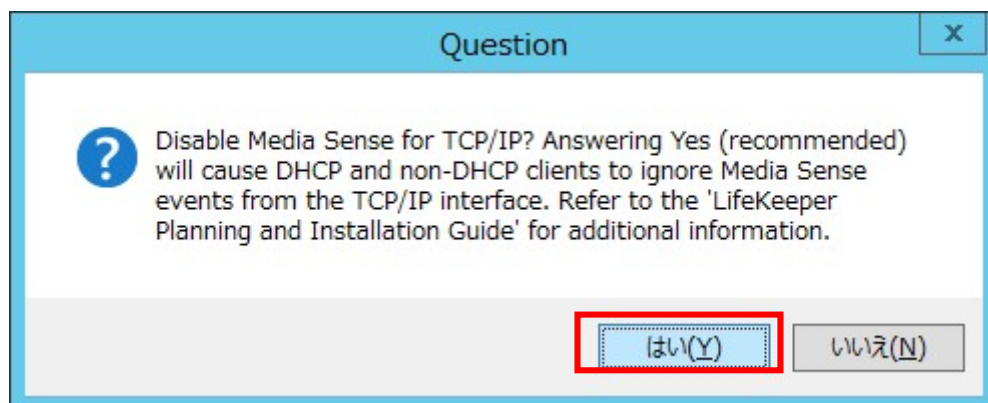 Question
x
?
Disable Media Sense for TCP/IP? Answering Yes (recommended)
will cause DHCP and non-DHCP clients to ignore Media Sense
events from the TCP/IP interface. Refer to the 'LifeKeeper
Planning and Installation Guide' for additional information.
はい(Y) いいえ(N)